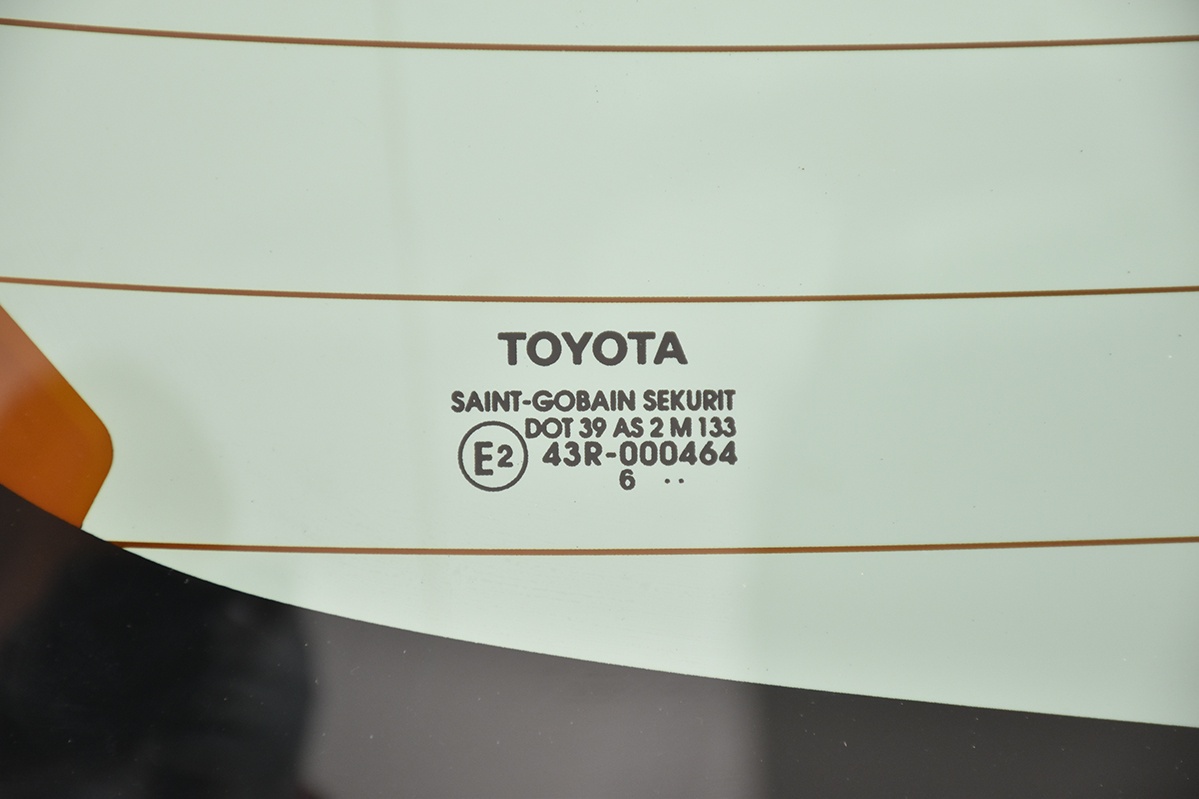 TOYOTA
SAINT-GOBAIN SEKURIT
DOT 39 AS 2 M 133
E2 43R-000464
6 ..